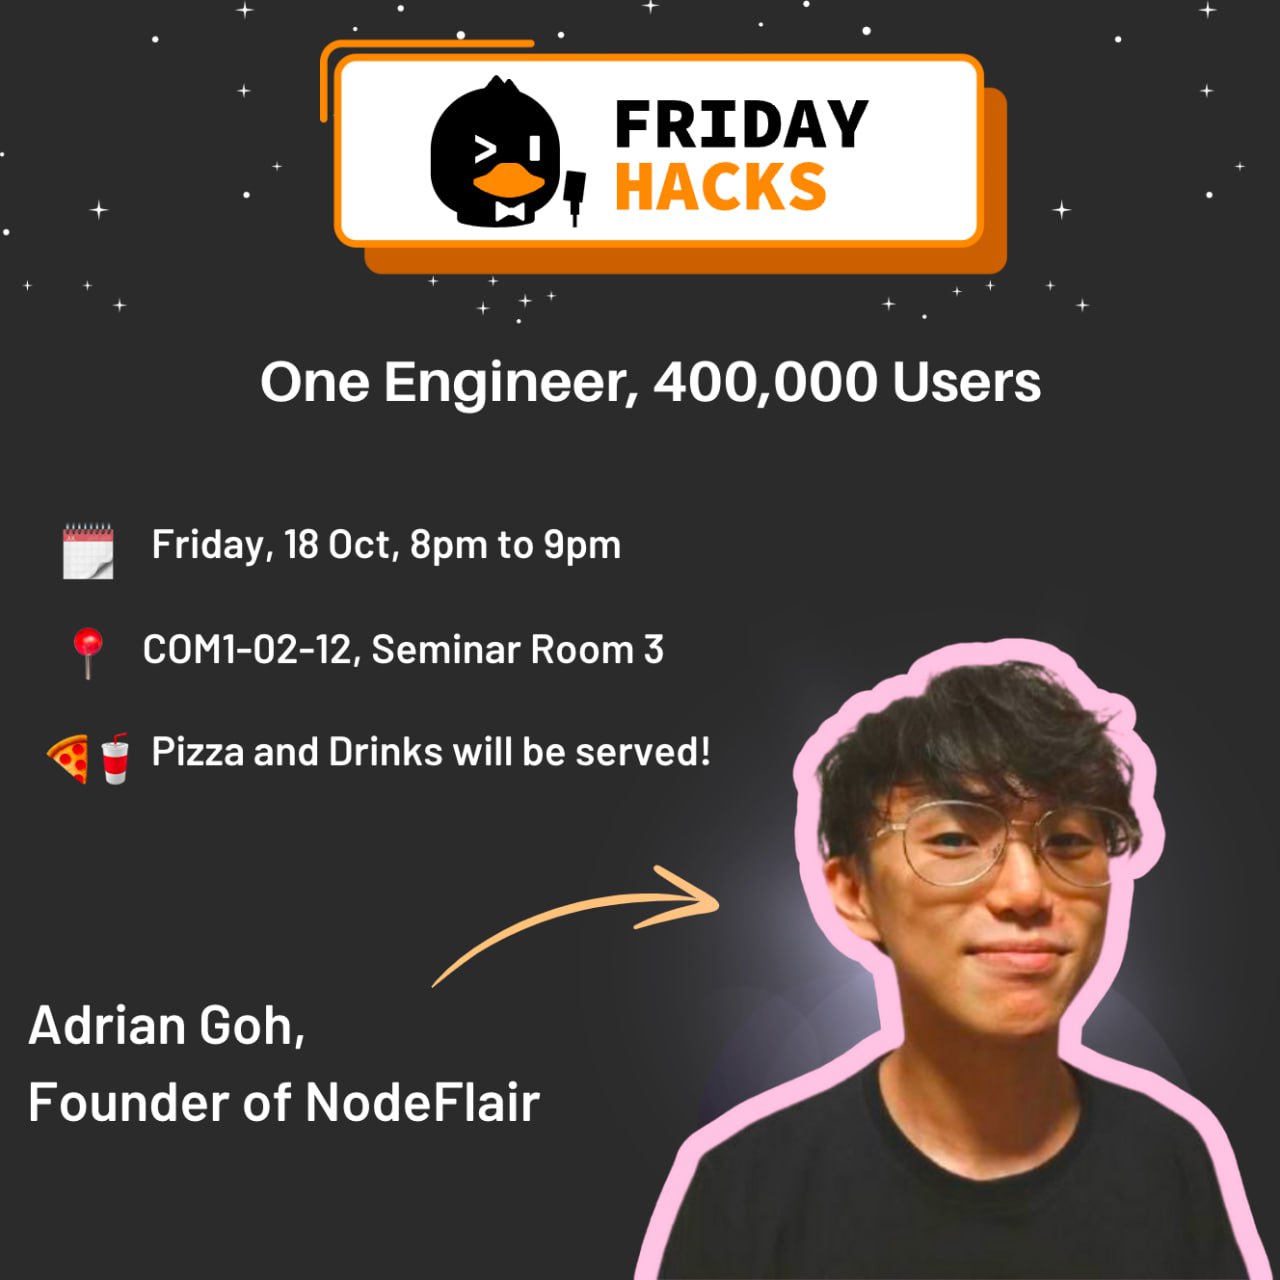 FRIDAY
HACKS
One Engineer, 400,000 Users
Friday, 18 Oct, 8pm to 9pm
COM1-02-12, Seminar Room 3
Pizza and Drinks will be served!
Adrian Goh,
Founder of NodeFlair